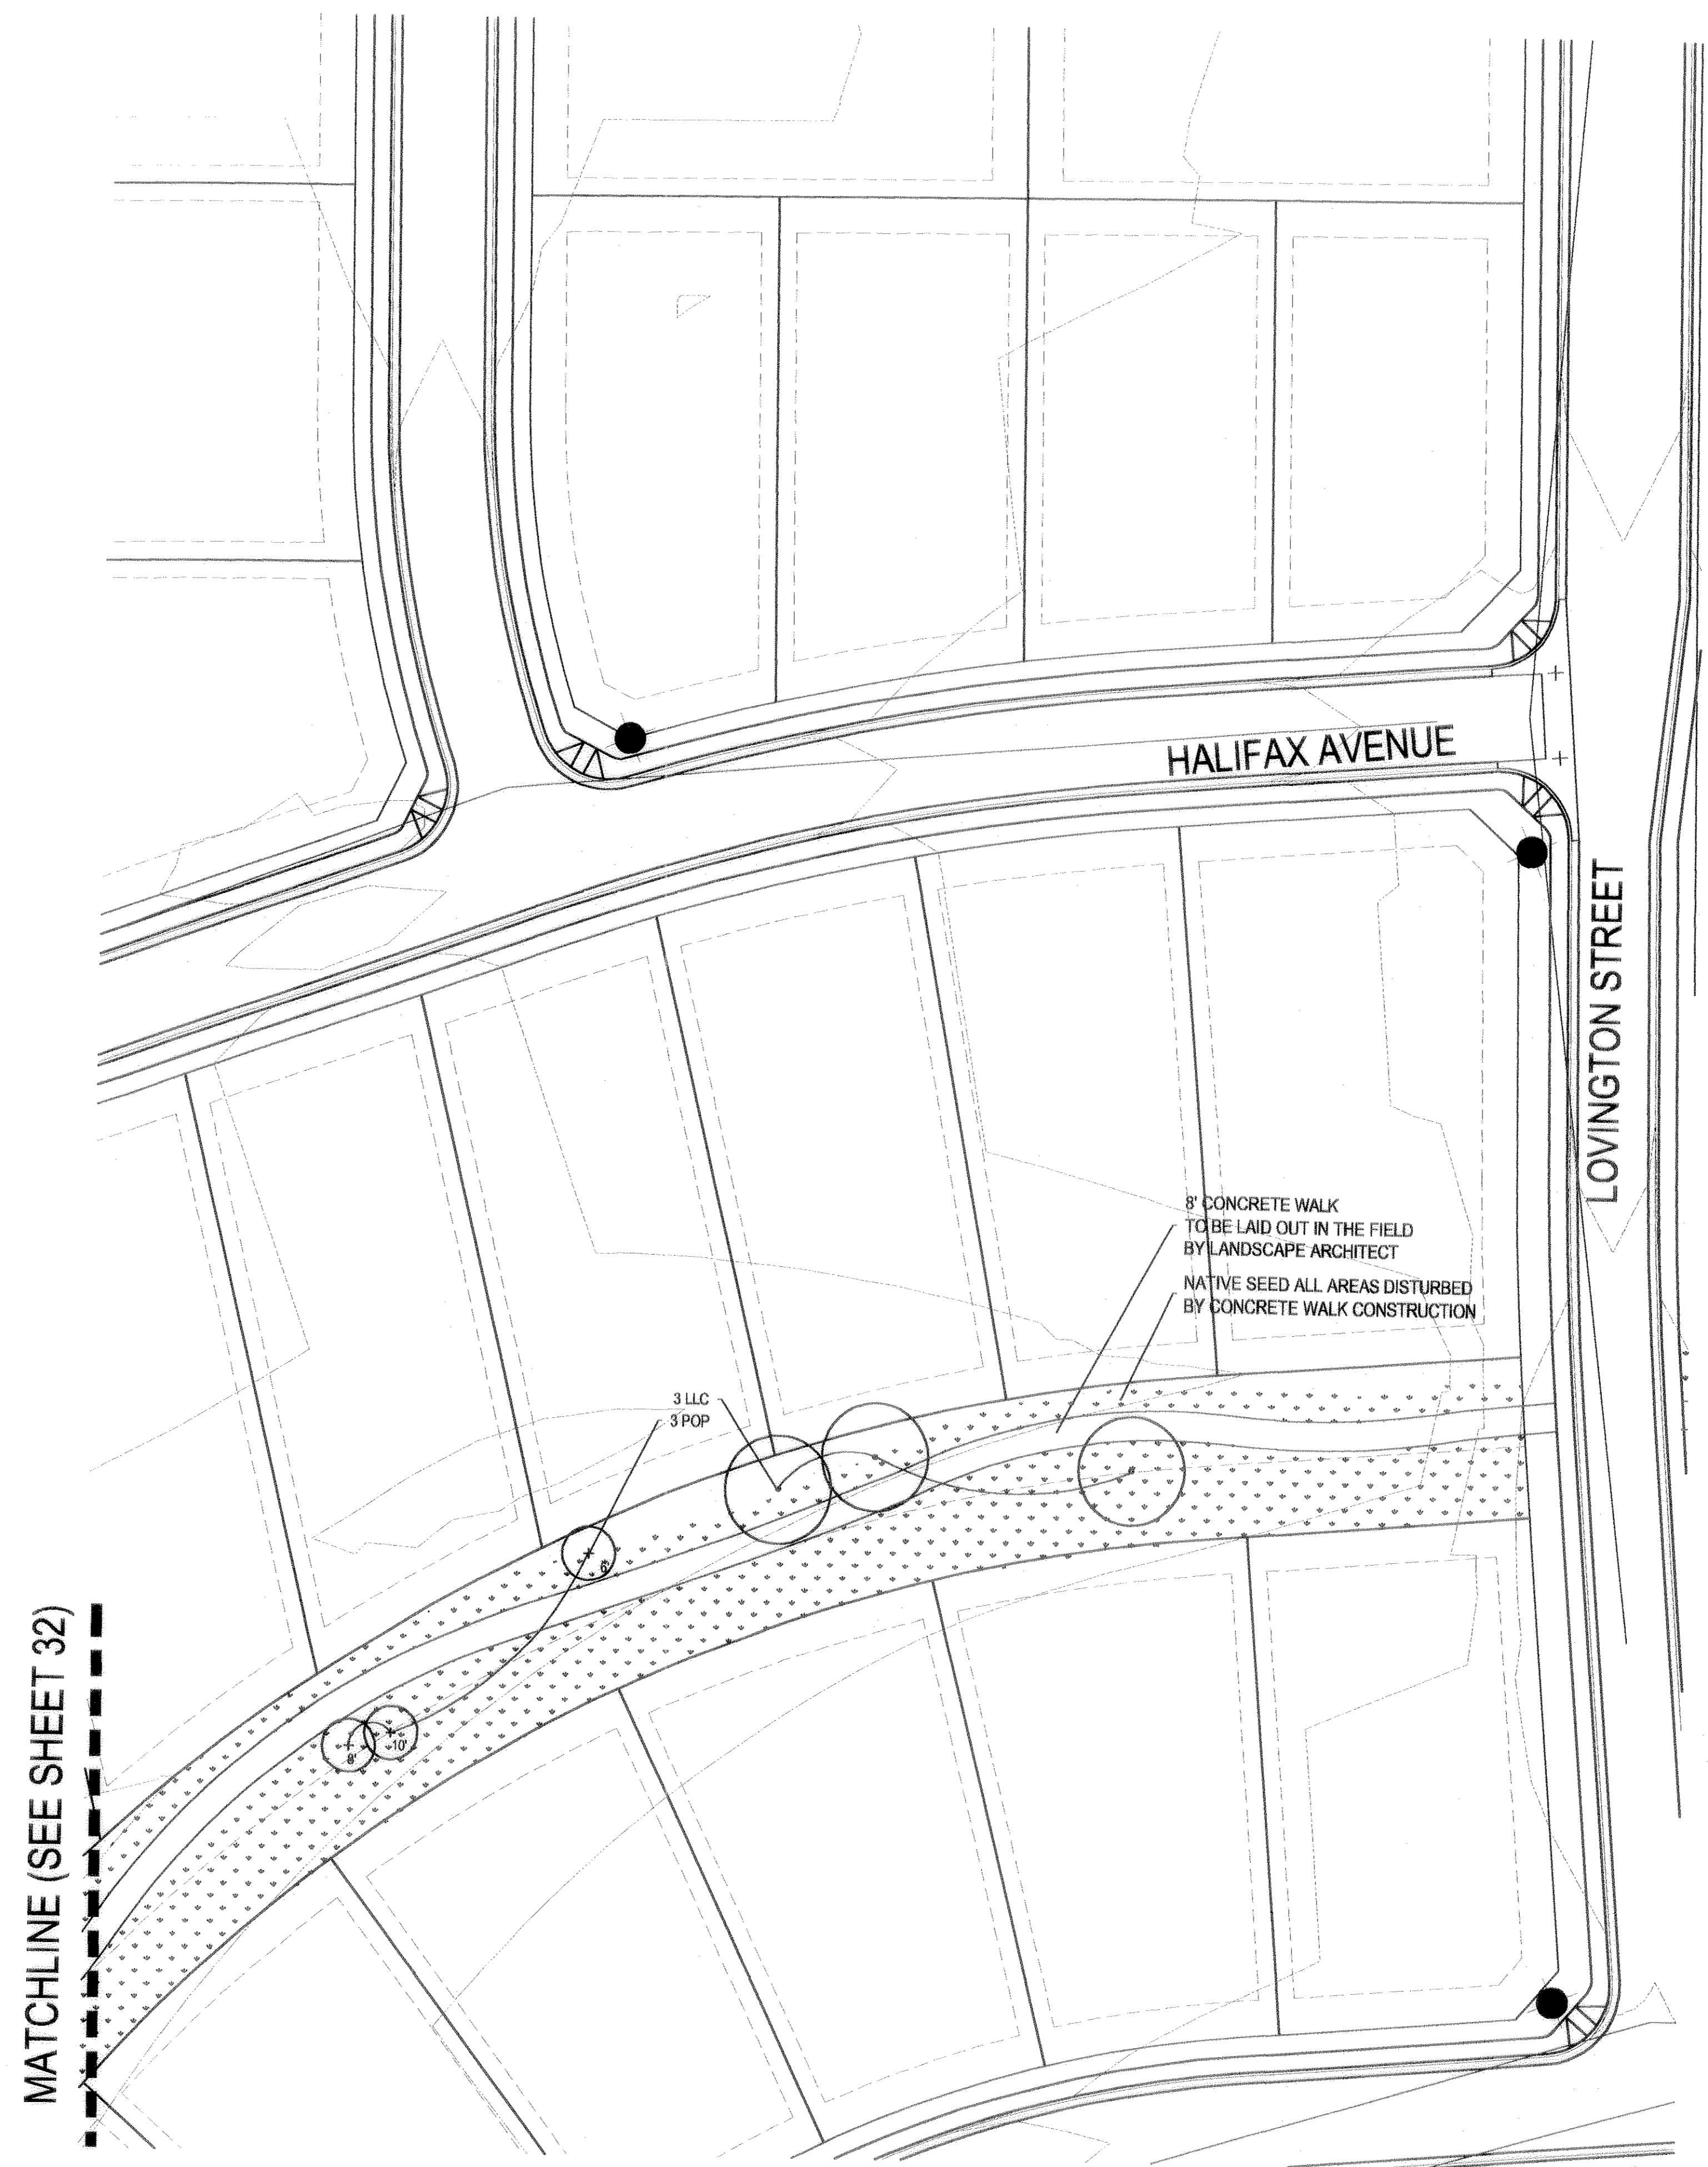 HALIFAX AVENUE
LOVINGTON STREET
8' CONCRETE WALK
TO BE LAID OUT IN THE FIELD
BY LANDSCAPE ARCHITECT
NATIVE SEED ALL AREAS DISTURBED
BY CONCRETE WALK CONSTRUCTION
3 LLC
3 POP
6'
8'
10'
MATCHLINE (SEE SHEET 32)